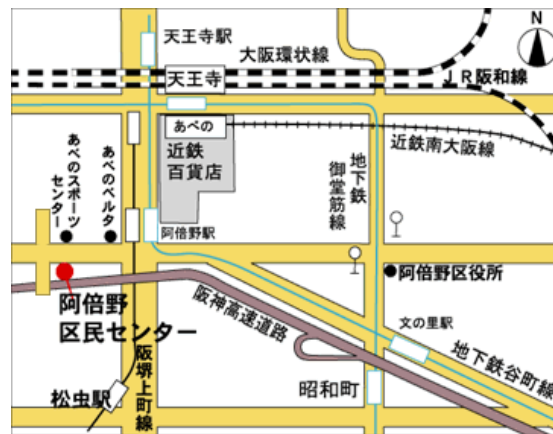 N
天王寺駅
大阪環状線
天王寺
JR阪和線
あべの
近鉄
百貨店
近鉄南大阪線
地下鉄
御堂筋線
あべのスポーツ
センター
あべのベルタ
阿倍野駅
阿倍野区役所
阿倍野
区民センター
阪神高速道路
文の里駅
地下鉄谷町線
昭和町
松虫駅
阪堺上町線